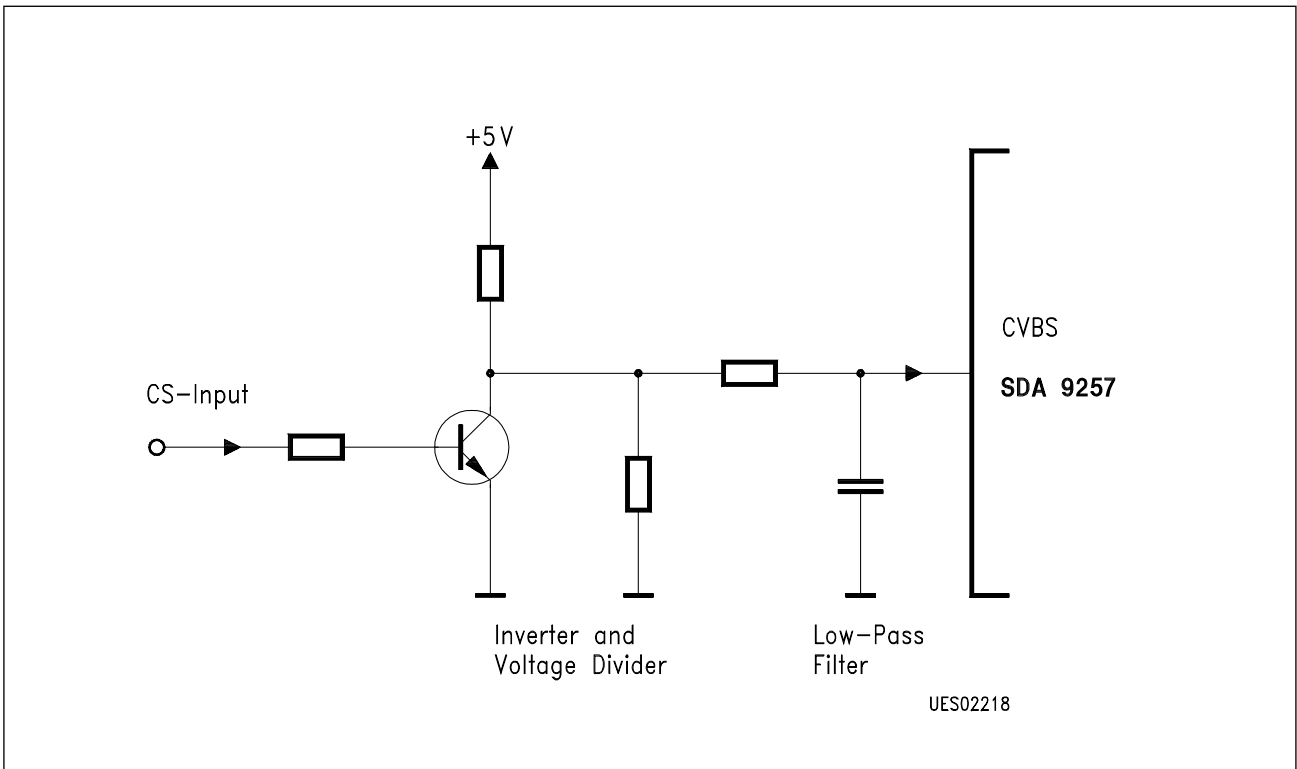 +5V
CS-Input
CVBS
SDA 9257
Inverter and
Voltage Divider
Low-Pass
Filter
UES02218